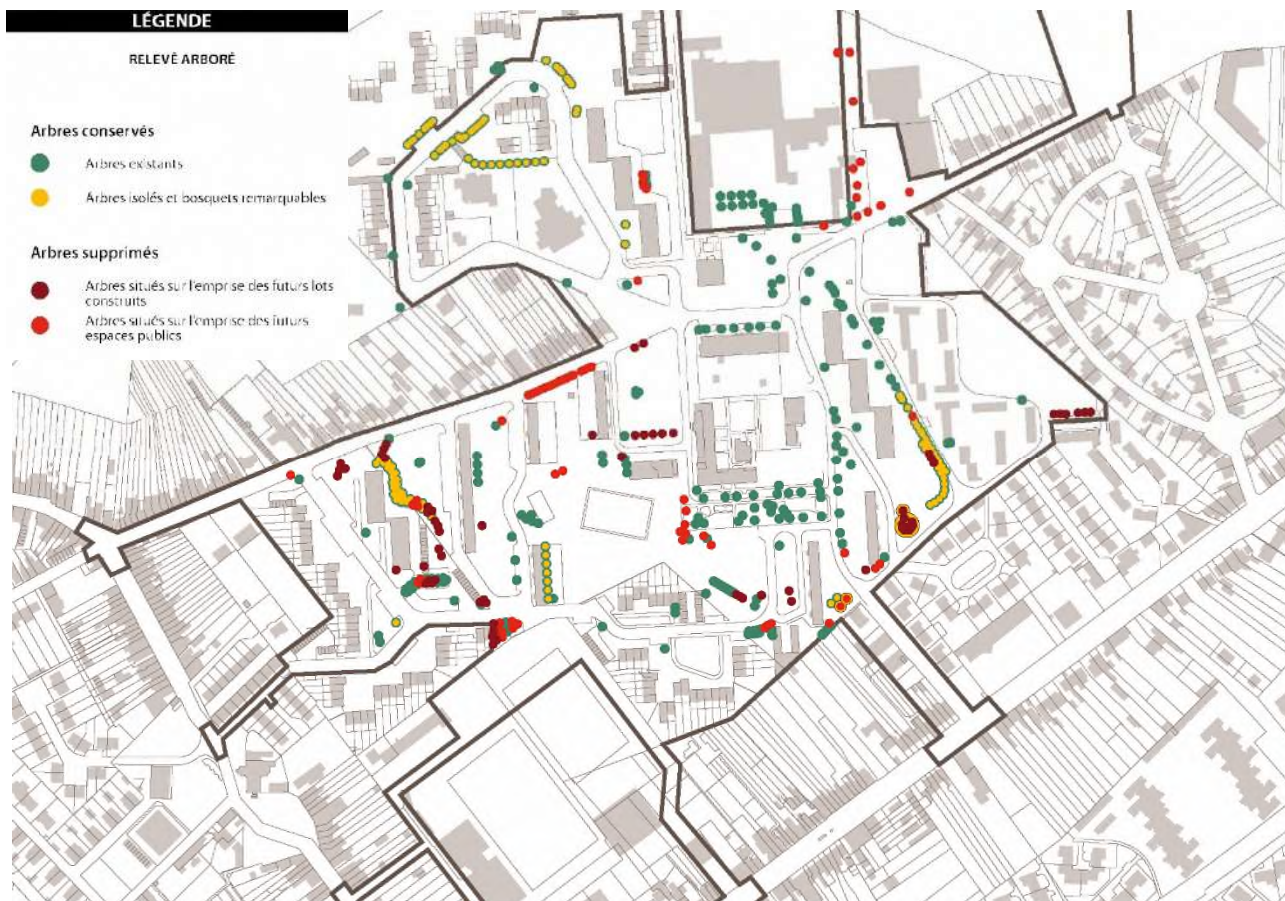 LÉGENDE
RELEVÉ ARBORÉ
Arbres conservés
Arbres existants
Arbres isolés et bosquets remarquables
Arbres supprimés
Arbres situés sur l'emprise des futurs lots
construits
Arbres situés sur l'emprise des futurs
espaces publics